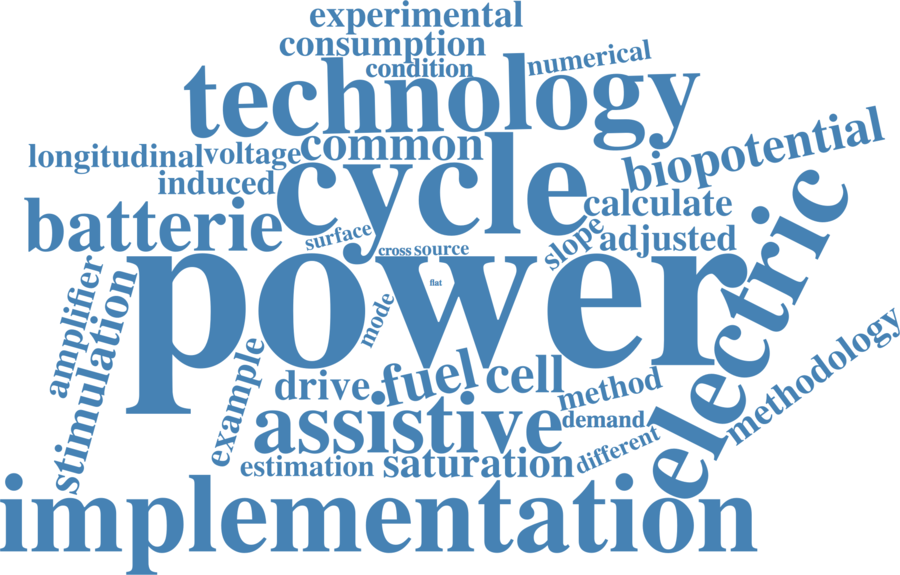 experimental
consumption
condition
numerical
technology
longitudinal
voltage
common
biopotential
induced
cycle
calculate
batterie
surface
slope
adjusted
cross
source
power
flat
electric
amplifier
stimulation
mode
example
drive
fuel
cell
method
methodology
assistive
demand
different
estimation
saturation
implementation